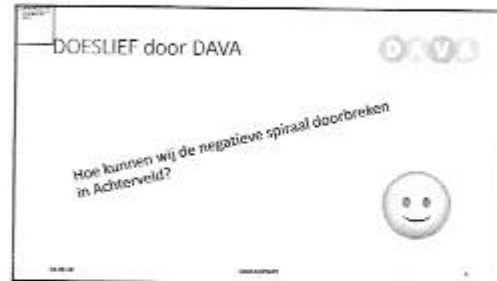 DOESLIEF door DAVA
DAVA
Hoe kunnen wij de negatieve spiraal doorbreken
in Achterveld?